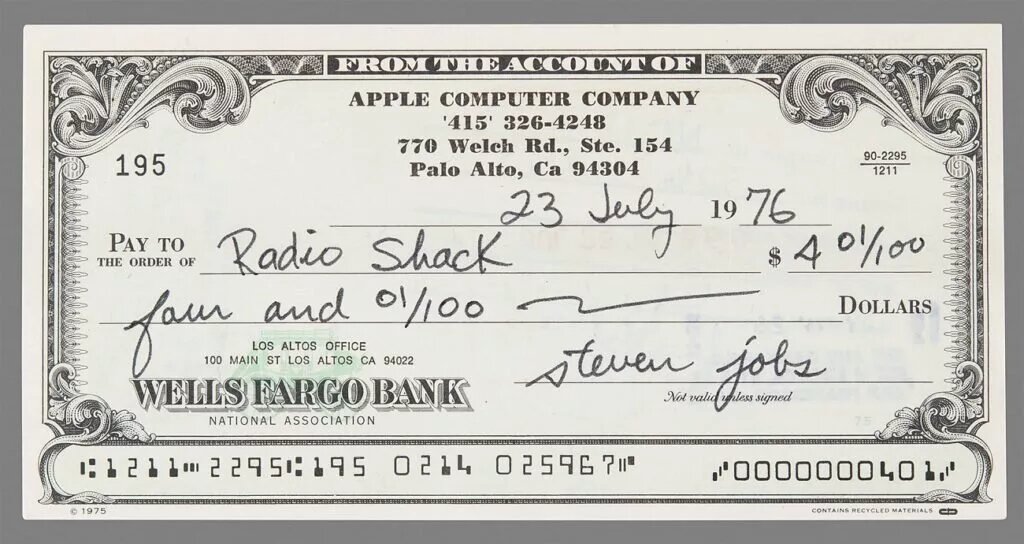 FROM THE ACCOUNT OF
APPLE COMPUTER COMPANY
'415' 326-4248
770 Welch Rd., Ste. 154
Palo Alto, Ca 94304
195
90-2295
1211
23 July 1976
PAY TO
THE ORDER OF Radio Shack $ 4 01/100
four and 01/100 DOLLARS
LOS ALTOS OFFICE
100 MAIN ST LOS ALTOS CA 94022
WELLS FARGO BANK
NATIONAL ASSOCIATION
steven jobs
Not valid unless signed
⑆1211⑉2295⑆195 0214 025967⑈ ⑇0000000401⑇
© 1975
CONTAINS RECYCLED MATERIALS